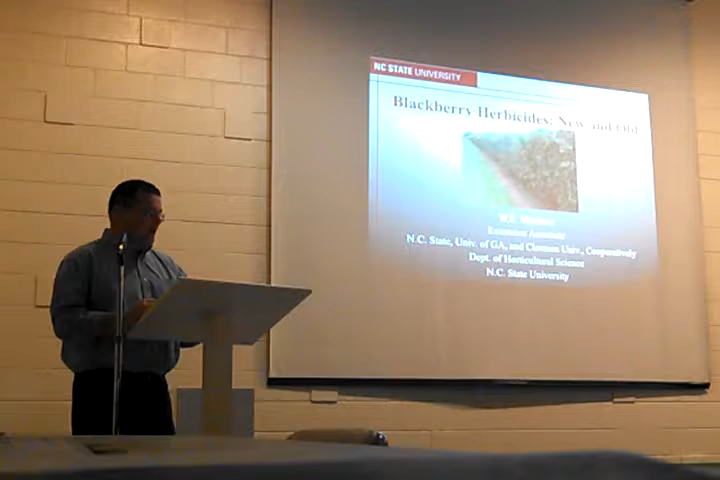 NC STATE UNIVERSITY
Blackberry Herbicides: New and Old
Extension Associate
N.C. State, Univ. of GA, and Clemson Univ., Cooperatively
Dept. of Horticultural Science
N.C. State University